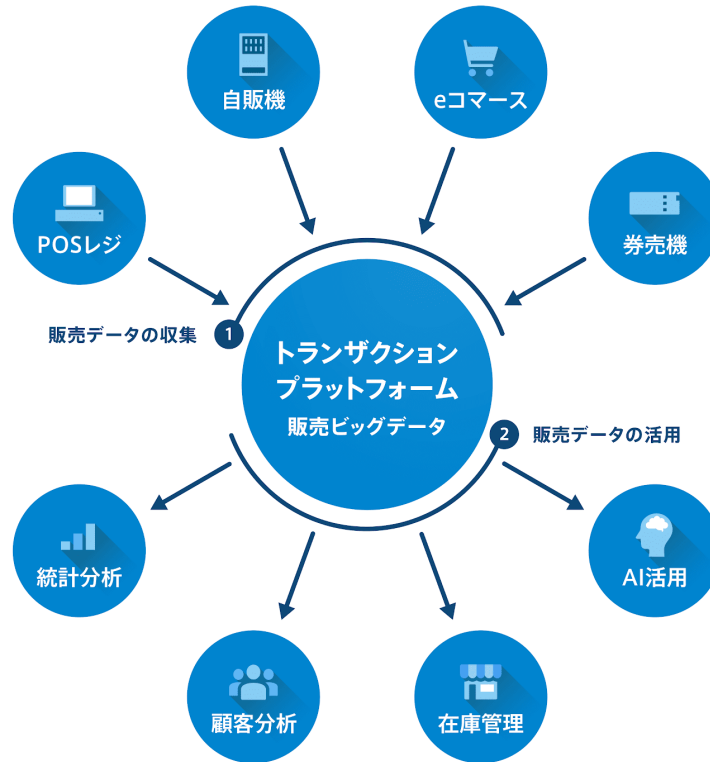 自販機
eコマース
POSレジ
券売機
1
販売データの収集
トランザクション
プラットフォーム
販売ビッグデータ
2
販売データの活用
統計分析
AI活用
顧客分析
在庫管理